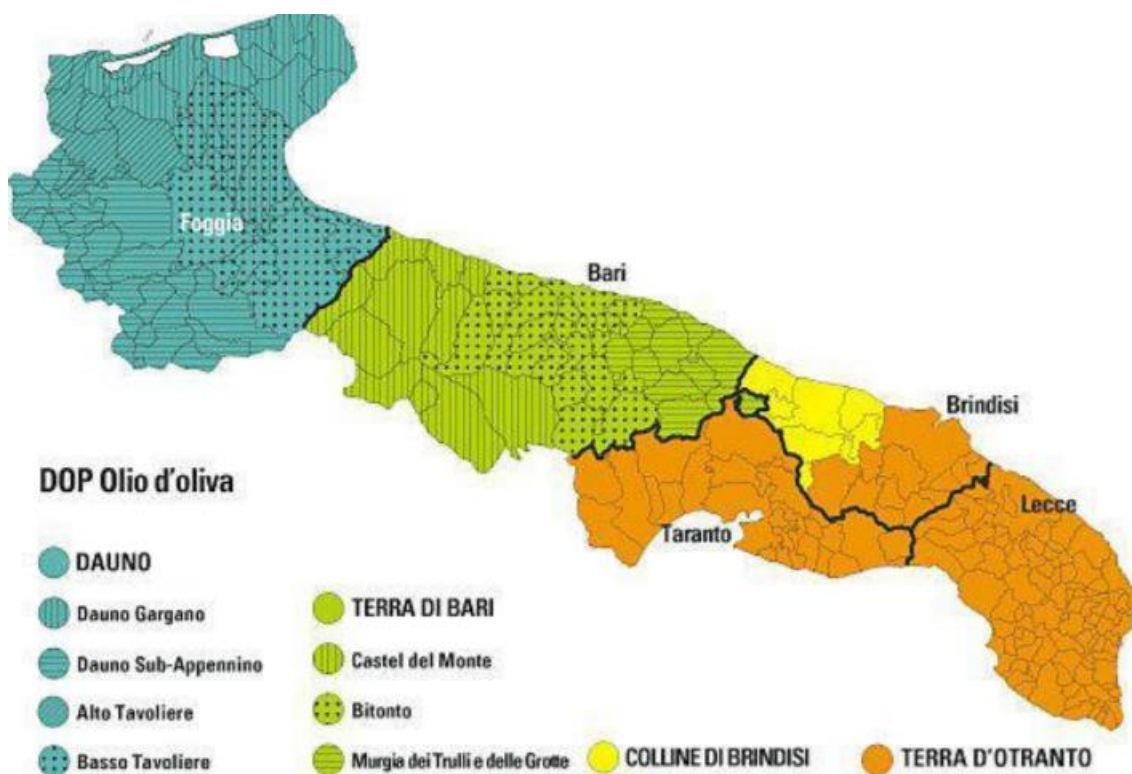 Foggia
Bari
Brindisi
Lecce
Taranto
DOP Olio d'oliva
DAUNO
Dauno Gargano
Dauno Sub-Appennino
Alto Tavoliere
Basso Tavoliere
TERRA DI BARI
Castel del Monte
Bitonto
Murgia dei Trulli e delle Grotte
COLLINE DI BRINDISI
TERRA D'OTRANTO